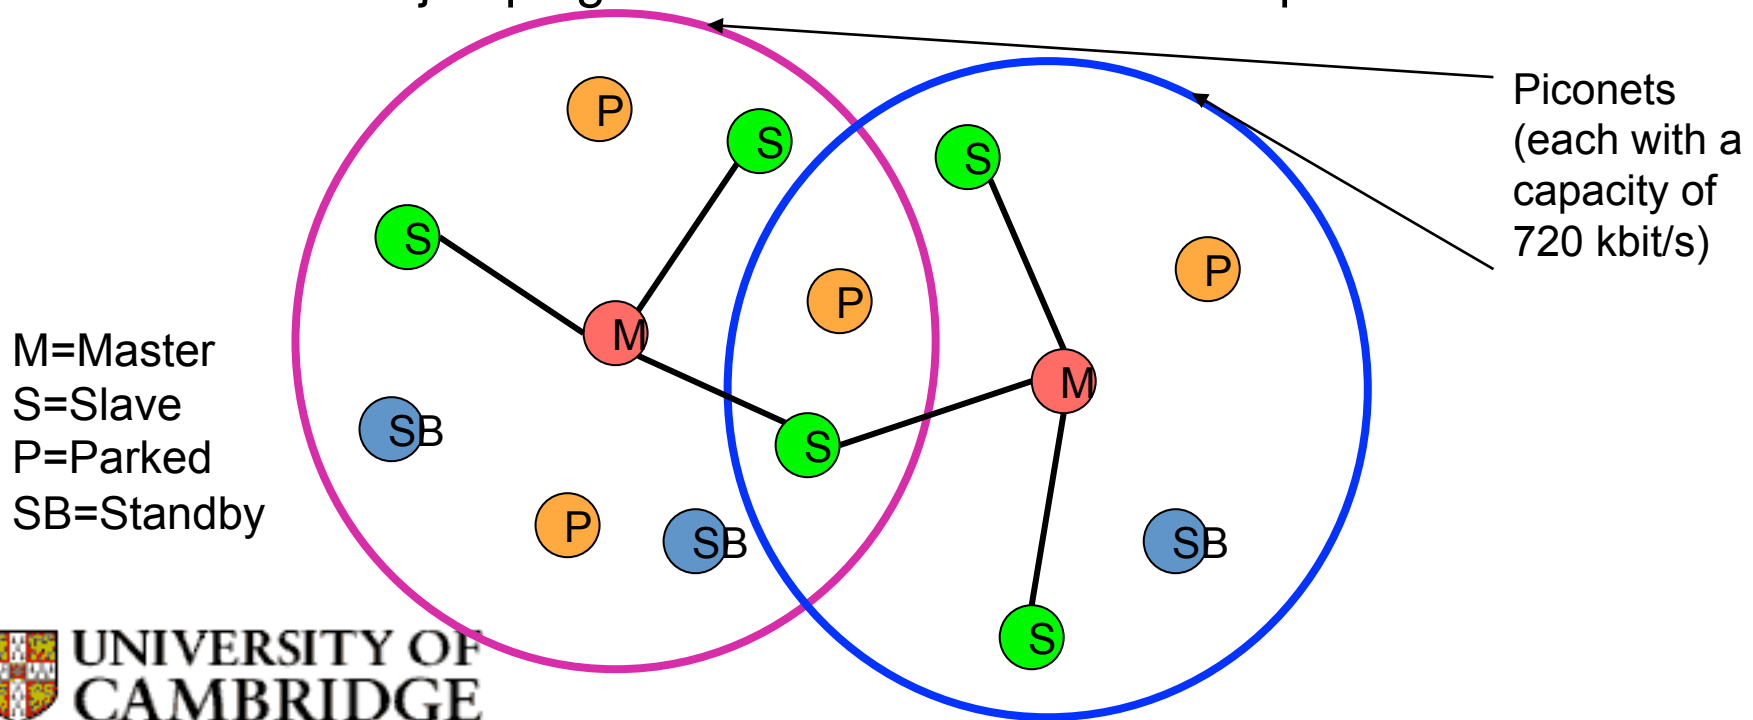 P
S
S
S
P
P
Piconets
(each with a
capacity of
720 kbit/s)
M
M
M=Master
S=Slave
P=Parked
SB=Standby
SB
S
P
SB
SB
S
UNIVERSITY OF
CAMBRIDGE